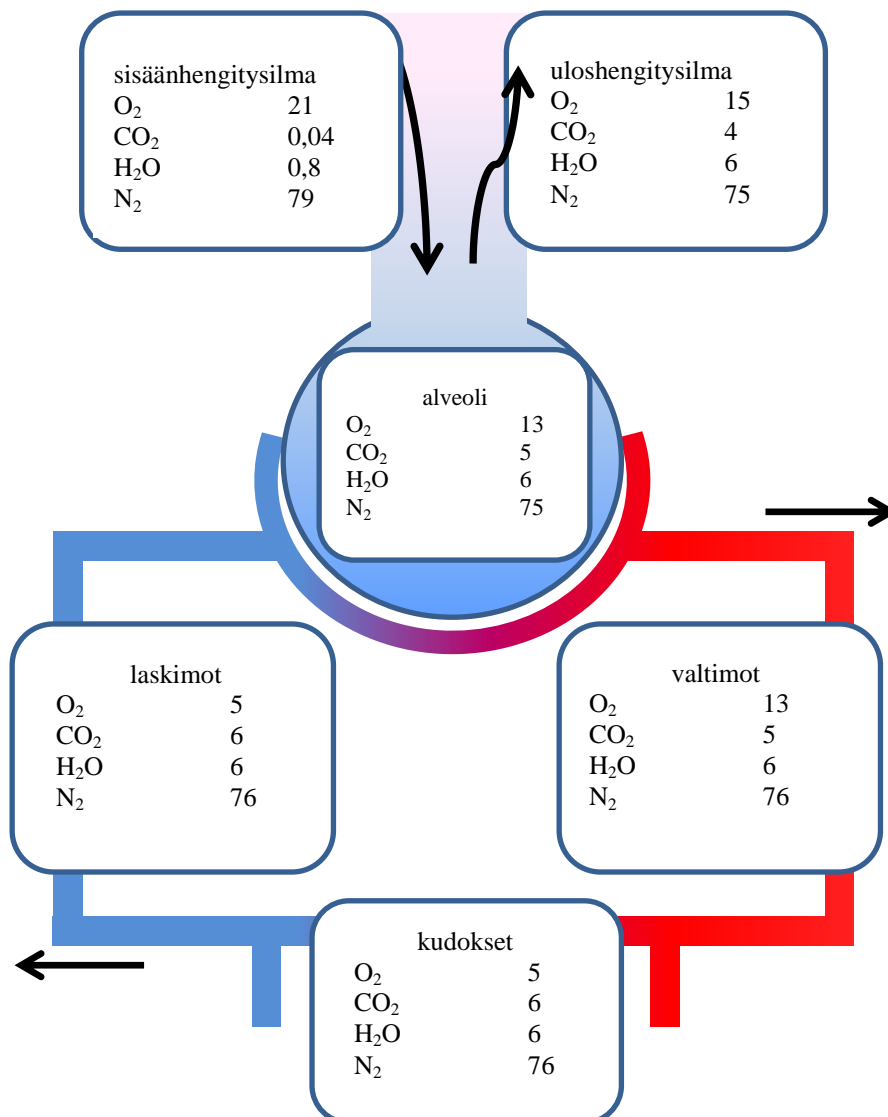 sisäänhengitysilma
O₂ 21
CO₂ 0,04
H₂O 0,8
N₂ 79
uloshengitysilma
O₂ 15
CO₂ 4
H₂O 6
N₂ 75
alveoli
O₂ 13
CO₂ 5
H₂O 6
N₂ 75
laskimot
O₂ 5
CO₂ 6
H₂O 6
N₂ 76
valtimot
O₂ 13
CO₂ 5
H₂O 6
N₂ 76
kudokset
O₂ 5
CO₂ 6
H₂O 6
N₂ 76